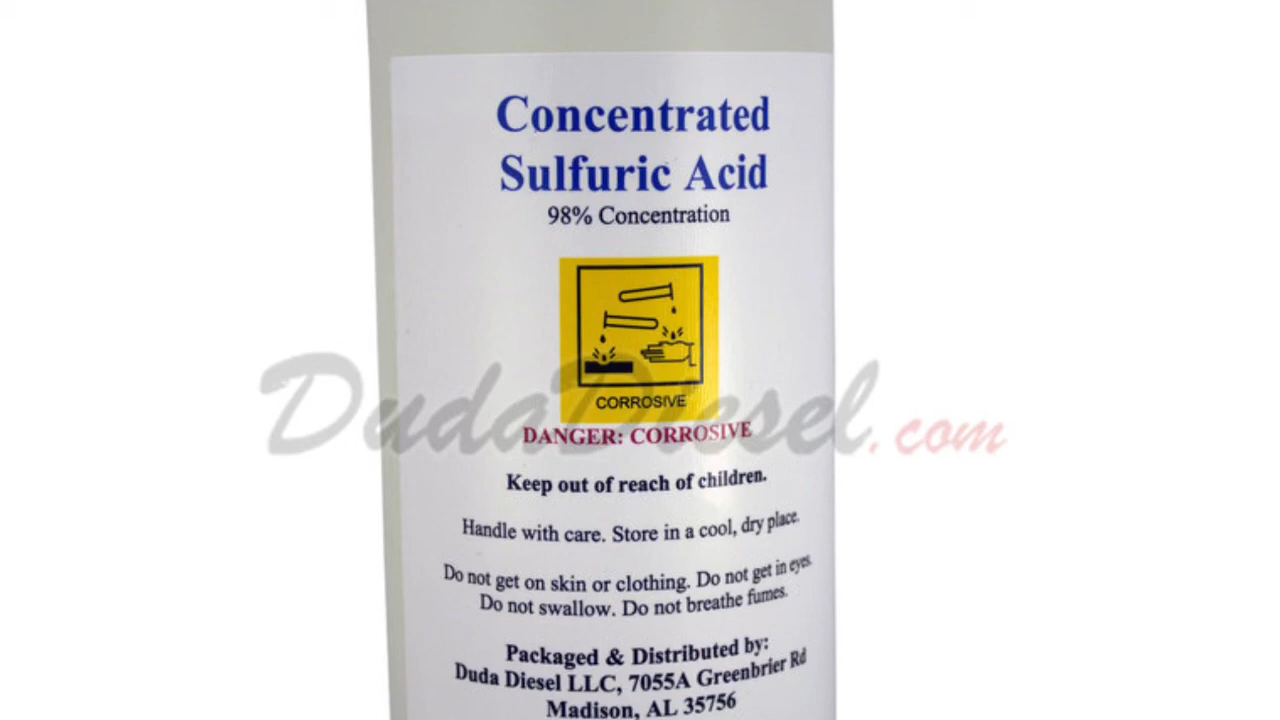 Concentrated
Sulfuric Acid
98% Concentration
CORROSIVE
DANGER: CORROSIVE
DudaDiesel.com
Keep out of reach of children.
Handle with care. Store in a cool, dry place.
Do not get on skin or clothing. Do not get in eyes.
Do not swallow. Do not breathe fumes.
Packaged & Distributed by:
Duda Diesel LLC, 7055A Greenbrier Rd
Madison, AL 35756